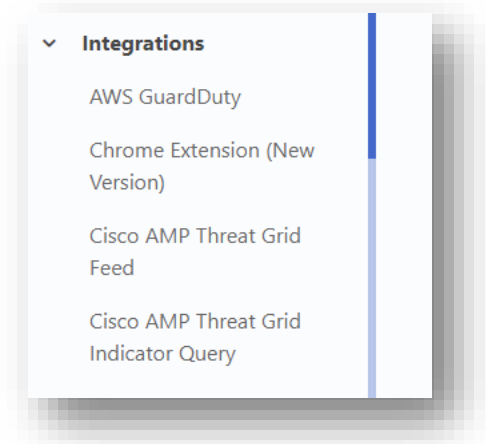 Integrations
AWS GuardDuty
Chrome Extension (New
Version)
Cisco AMP Threat Grid
Feed
Cisco AMP Threat Grid
Indicator Query